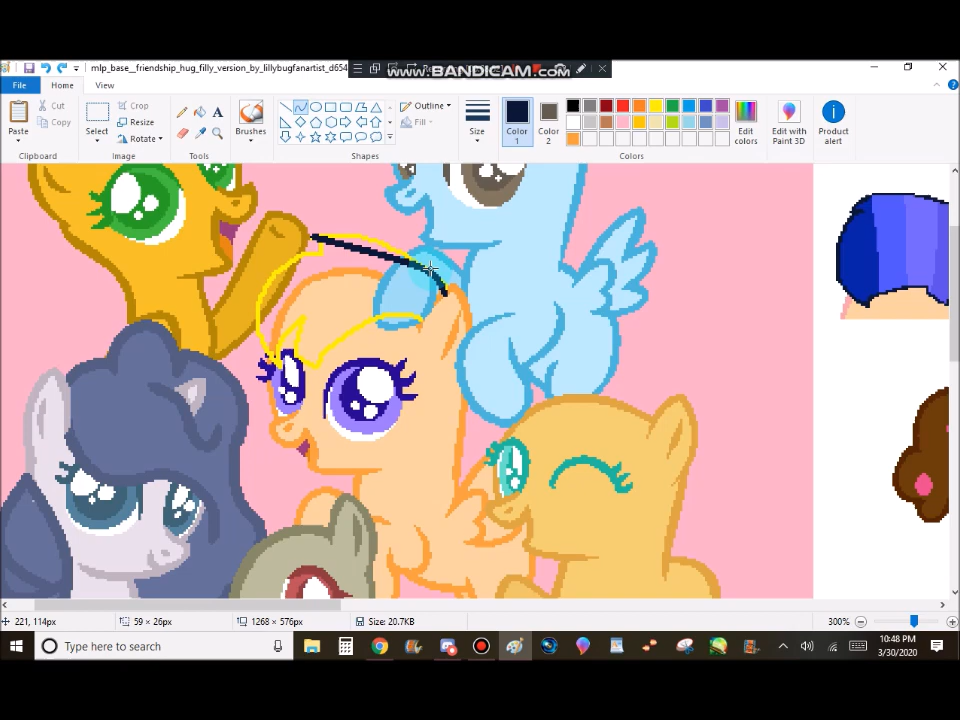 mlp_base__friendship_hug_filly_version_by_lillybugfanartist_d654
www.BANDICAM.com
File
Home
View
Paste
Cut
Copy
Clipboard
Select
Crop
Resize
Rotate
Image
Tools
Brushes
Outline
Fill
Shapes
Size
Color
1
Color
2
Edit
colors
Colors
Edit with
Paint 3D
Product
alert
221, 114px
59 × 26px
1268 × 576px
Size: 20.7KB
300%
Type here to search
10:48 PM
3/30/2020